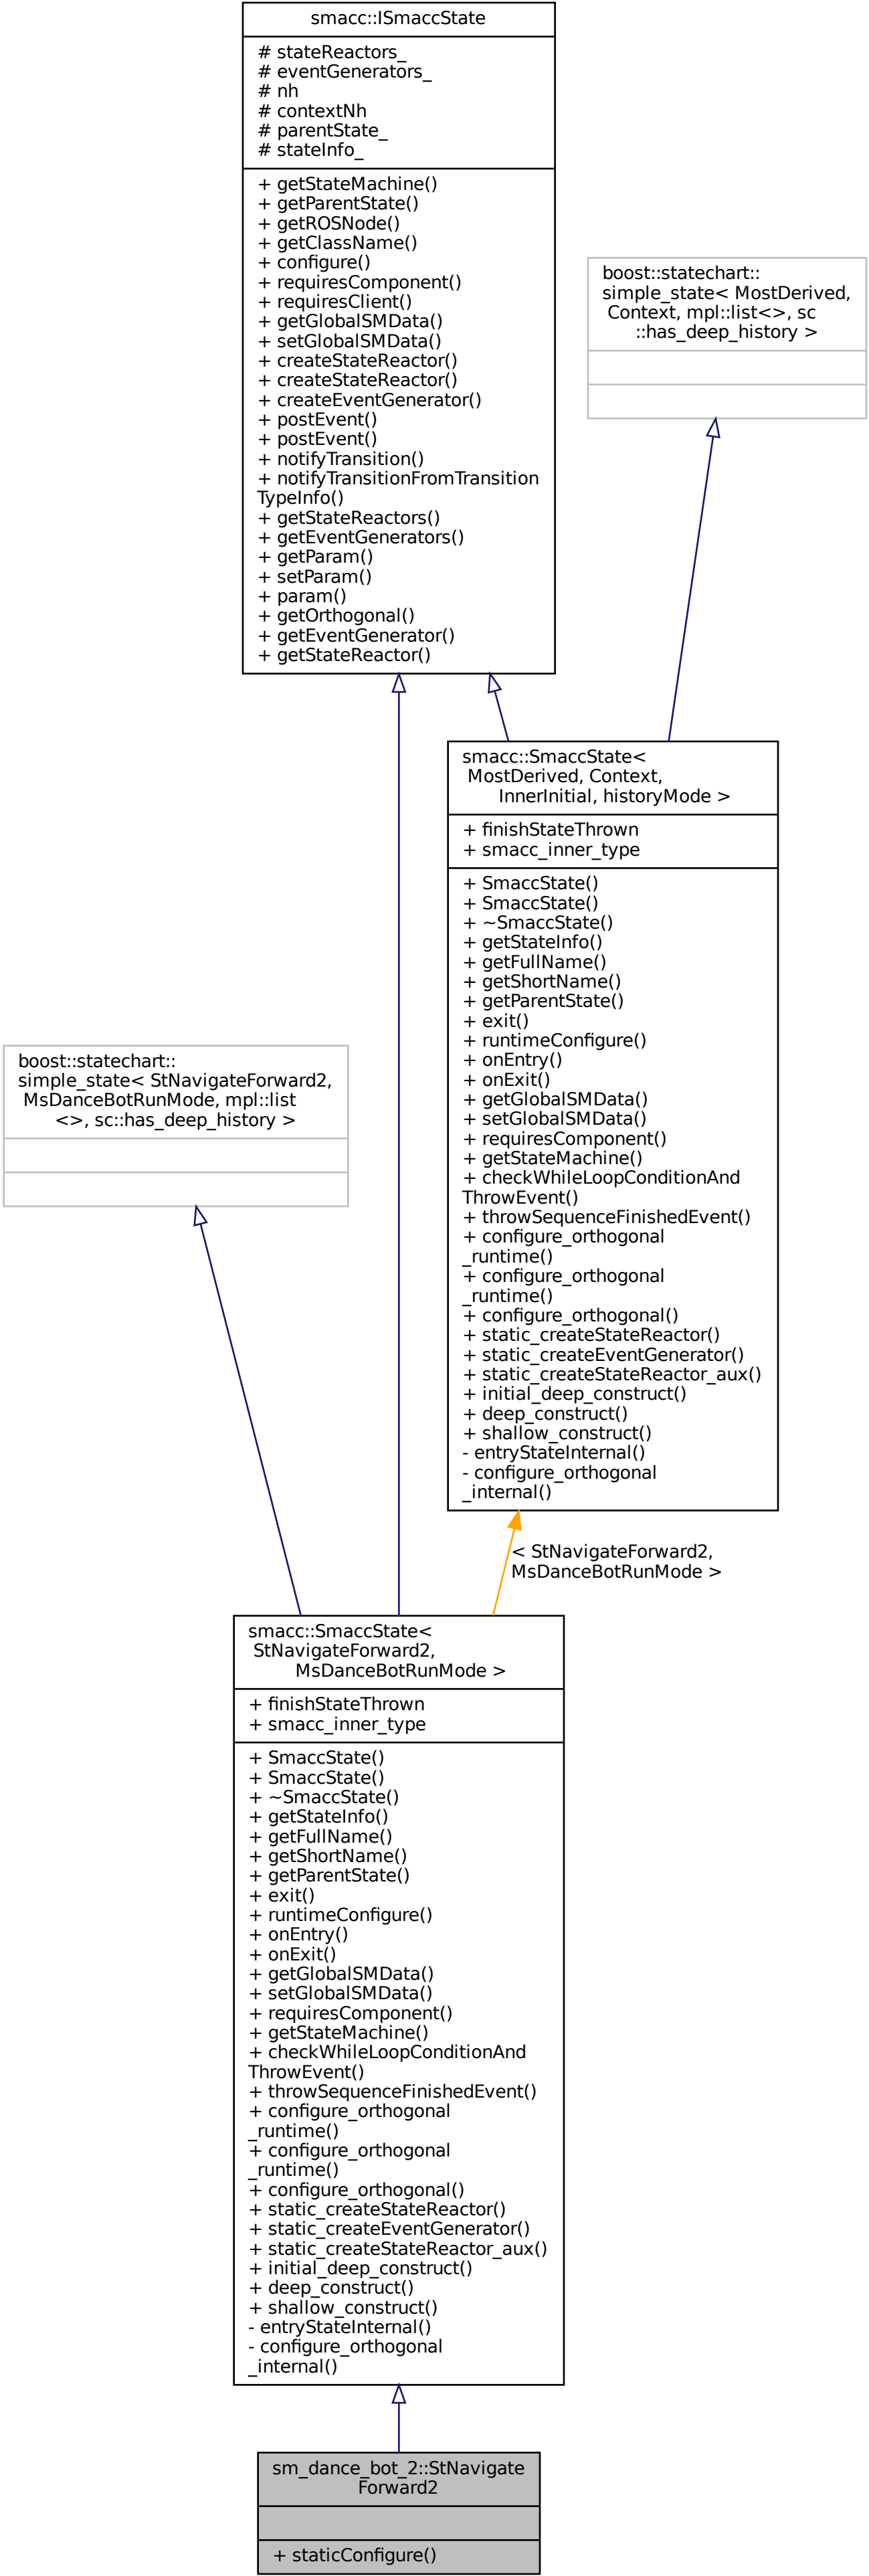 smacc::ISmaccState
# stateReactors_
# eventGenerators_
# nh
# contextNh
# parentState_
# stateInfo_
+ getStateMachine()
+ getParentState()
+ getROSNode()
+ getClassName()
+ configure()
+ requiresComponent()
+ requiresClient()
+ getGlobalSMData()
+ setGlobalSMData()
+ createStateReactor()
+ createStateReactor()
+ createEventGenerator()
+ postEvent()
+ postEvent()
+ notifyTransition()
+ notifyTransitionFromTransition
TypeInfo()
+ getStateReactors()
+ getEventGenerators()
+ getParam()
+ setParam()
+ param()
+ getOrthogonal()
+ getEventGenerator()
+ getStateReactor()
boost::statechart::
simple_state< MostDerived,
Context, mpl::list<>, sc
::has_deep_history >
smacc::SmaccState<
MostDerived, Context,
InnerInitial, historyMode >
+ finishStateThrown
+ smacc_inner_type
+ SmaccState()
+ SmaccState()
+ ~SmaccState()
+ getStateInfo()
+ getFullName()
+ getShortName()
+ getParentState()
+ exit()
+ runtimeConfigure()
+ onEntry()
+ onExit()
+ getGlobalSMData()
+ setGlobalSMData()
+ requiresComponent()
+ getStateMachine()
+ checkWhileLoopConditionAnd
ThrowEvent()
+ throwSequenceFinishedEvent()
+ configure_orthogonal
_runtime()
+ configure_orthogonal
_runtime()
+ configure_orthogonal()
+ static_createStateReactor()
+ static_createEventGenerator()
+ static_createStateReactor_aux()
+ initial_deep_construct()
+ deep_construct()
+ shallow_construct()
- entryStateInternal()
- configure_orthogonal
_internal()
boost::statechart::
simple_state< StNavigateForward2,
MsDanceBotRunMode, mpl::list
<>, sc::has_deep_history >
< StNavigateForward2,
MsDanceBotRunMode >
smacc::SmaccState<
StNavigateForward2,
MsDanceBotRunMode >
+ finishStateThrown
+ smacc_inner_type
+ SmaccState()
+ SmaccState()
+ ~SmaccState()
+ getStateInfo()
+ getFullName()
+ getShortName()
+ getParentState()
+ exit()
+ runtimeConfigure()
+ onEntry()
+ onExit()
+ getGlobalSMData()
+ setGlobalSMData()
+ requiresComponent()
+ getStateMachine()
+ checkWhileLoopConditionAnd
ThrowEvent()
+ throwSequenceFinishedEvent()
+ configure_orthogonal
_runtime()
+ configure_orthogonal
_runtime()
+ configure_orthogonal()
+ static_createStateReactor()
+ static_createEventGenerator()
+ static_createStateReactor_aux()
+ initial_deep_construct()
+ deep_construct()
+ shallow_construct()
- entryStateInternal()
- configure_orthogonal
_internal()
sm_dance_bot_2::StNavigate
Forward2
+ staticConfigure()